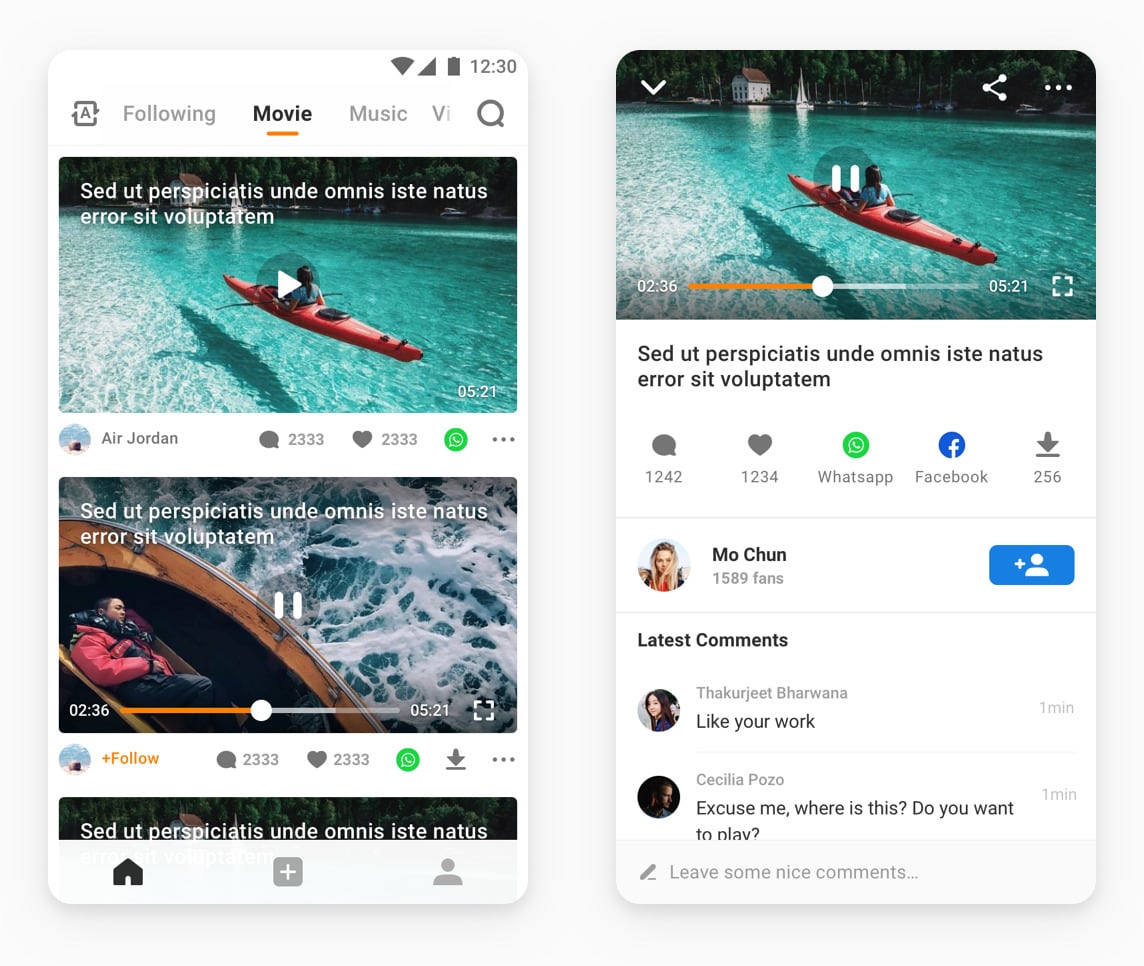 12:30
A Following Movie Music Vi
Sed ut perspiciatis unde omnis iste natus
error sit voluptatem
05:21
Air Jordan 2333 2333
Sed ut perspiciatis unde omnis iste natus
error sit voluptatem
02:36 05:21
+Follow 2333 2333
Sed ut perspiciatis unde omnis iste natus
error sit voluptatem
02:36 05:21
Sed ut perspiciatis unde omnis iste natus
error sit voluptatem
1242 1234 Whatsapp Facebook 256
Mo Chun
1589 fans
Latest Comments
Thakurjeet Bharwana
Like your work
1min
Cecilia Pozo
Excuse me, where is this? Do you want
to play?
1min
Leave some nice comments...